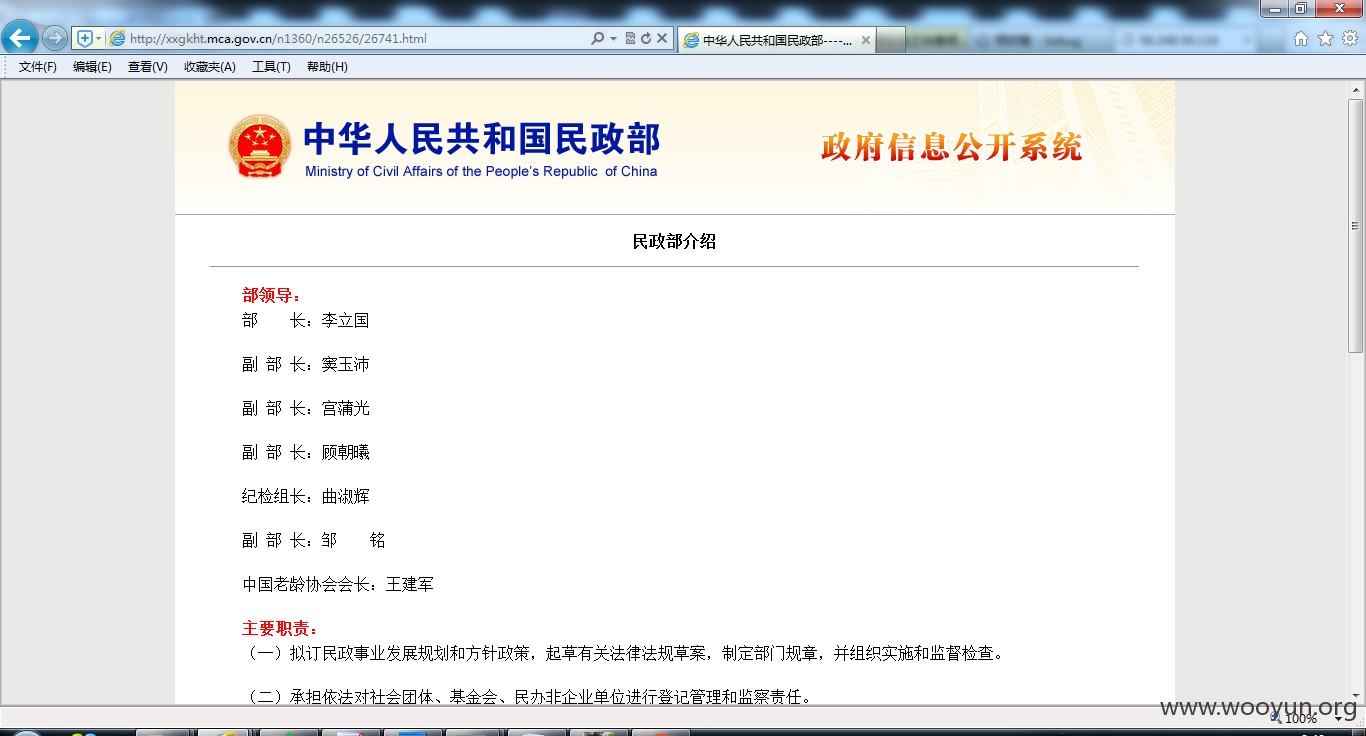 http://xxgkht.mca.gov.cn/n1360/n26526/26741.html
中华人民共和国民政部----...
文件(F) 编辑(E) 查看(V) 收藏夹(A) 工具(T) 帮助(H)
中华人民共和国民政部
Ministry of Civil Affairs of the People's Republic of China
政府信息公开系统
民政部介绍
部领导：
部 长：李立国
副 部 长：窦玉沛
副 部 长：宫蒲光
副 部 长：顾朝曦
纪检组长：曲淑辉
副 部 长：邹 铭
中国老龄协会会长：王建军
主要职责：
（一）拟订民政事业发展规划和方针政策，起草有关法律法规草案，制定部门规章，并组织实施和监督检查。
（二）承担依法对社会团体、基金会、民办非企业单位进行登记管理和监察责任。
www.wooyun.org
100%